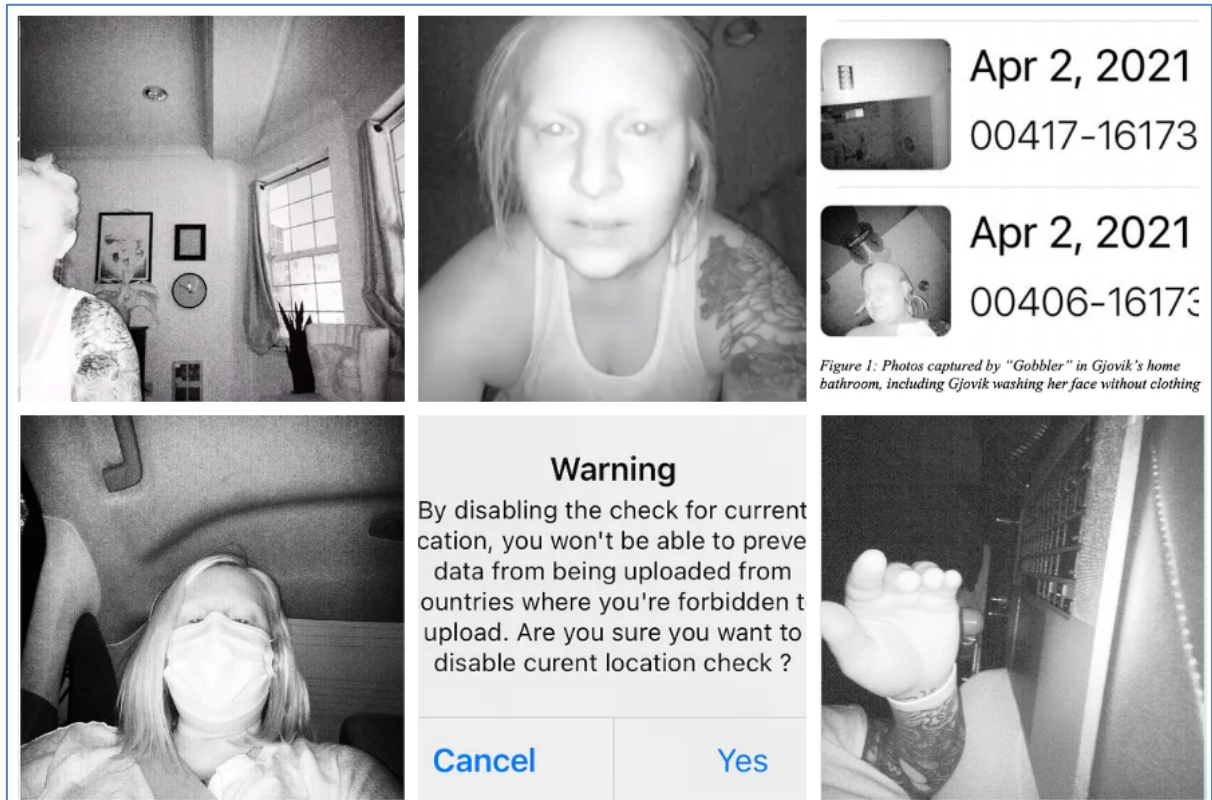 Apr 2, 2021
00417-16173
Apr 2, 2021
00406-16173
Figure 1: Photos captured by "Gobbler" in Gjovik's home
bathroom, including Gjovik washing her face without clothing
Warning
By disabling the check for current
cation, you won't be able to preve
data from being uploaded from
ountries where you're forbidden t
upload. Are you sure you want to
disable curent location check ?
Cancel Yes